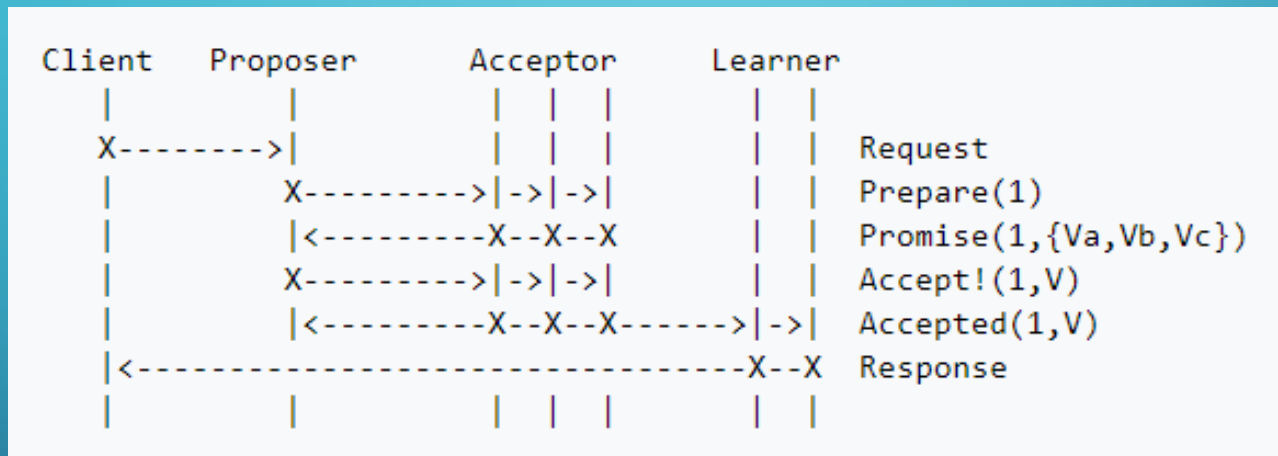 Client   Proposer       Acceptor      Learner
   |         |          |  |  |       |  |
   X-------->|          |  |  |       |  |  Request
   |         X--------->|->|->|       |  |  Prepare(1)
   |         |<---------X--X--X       |  |  Promise(1,{Va,Vb,Vc})
   |         X--------->|->|->|       |  |  Accept!(1,V)
   |         |<---------X--X--X------>|->|  Accepted(1,V)
   |<---------------------------------X--X  Response
   |         |          |  |  |       |  |